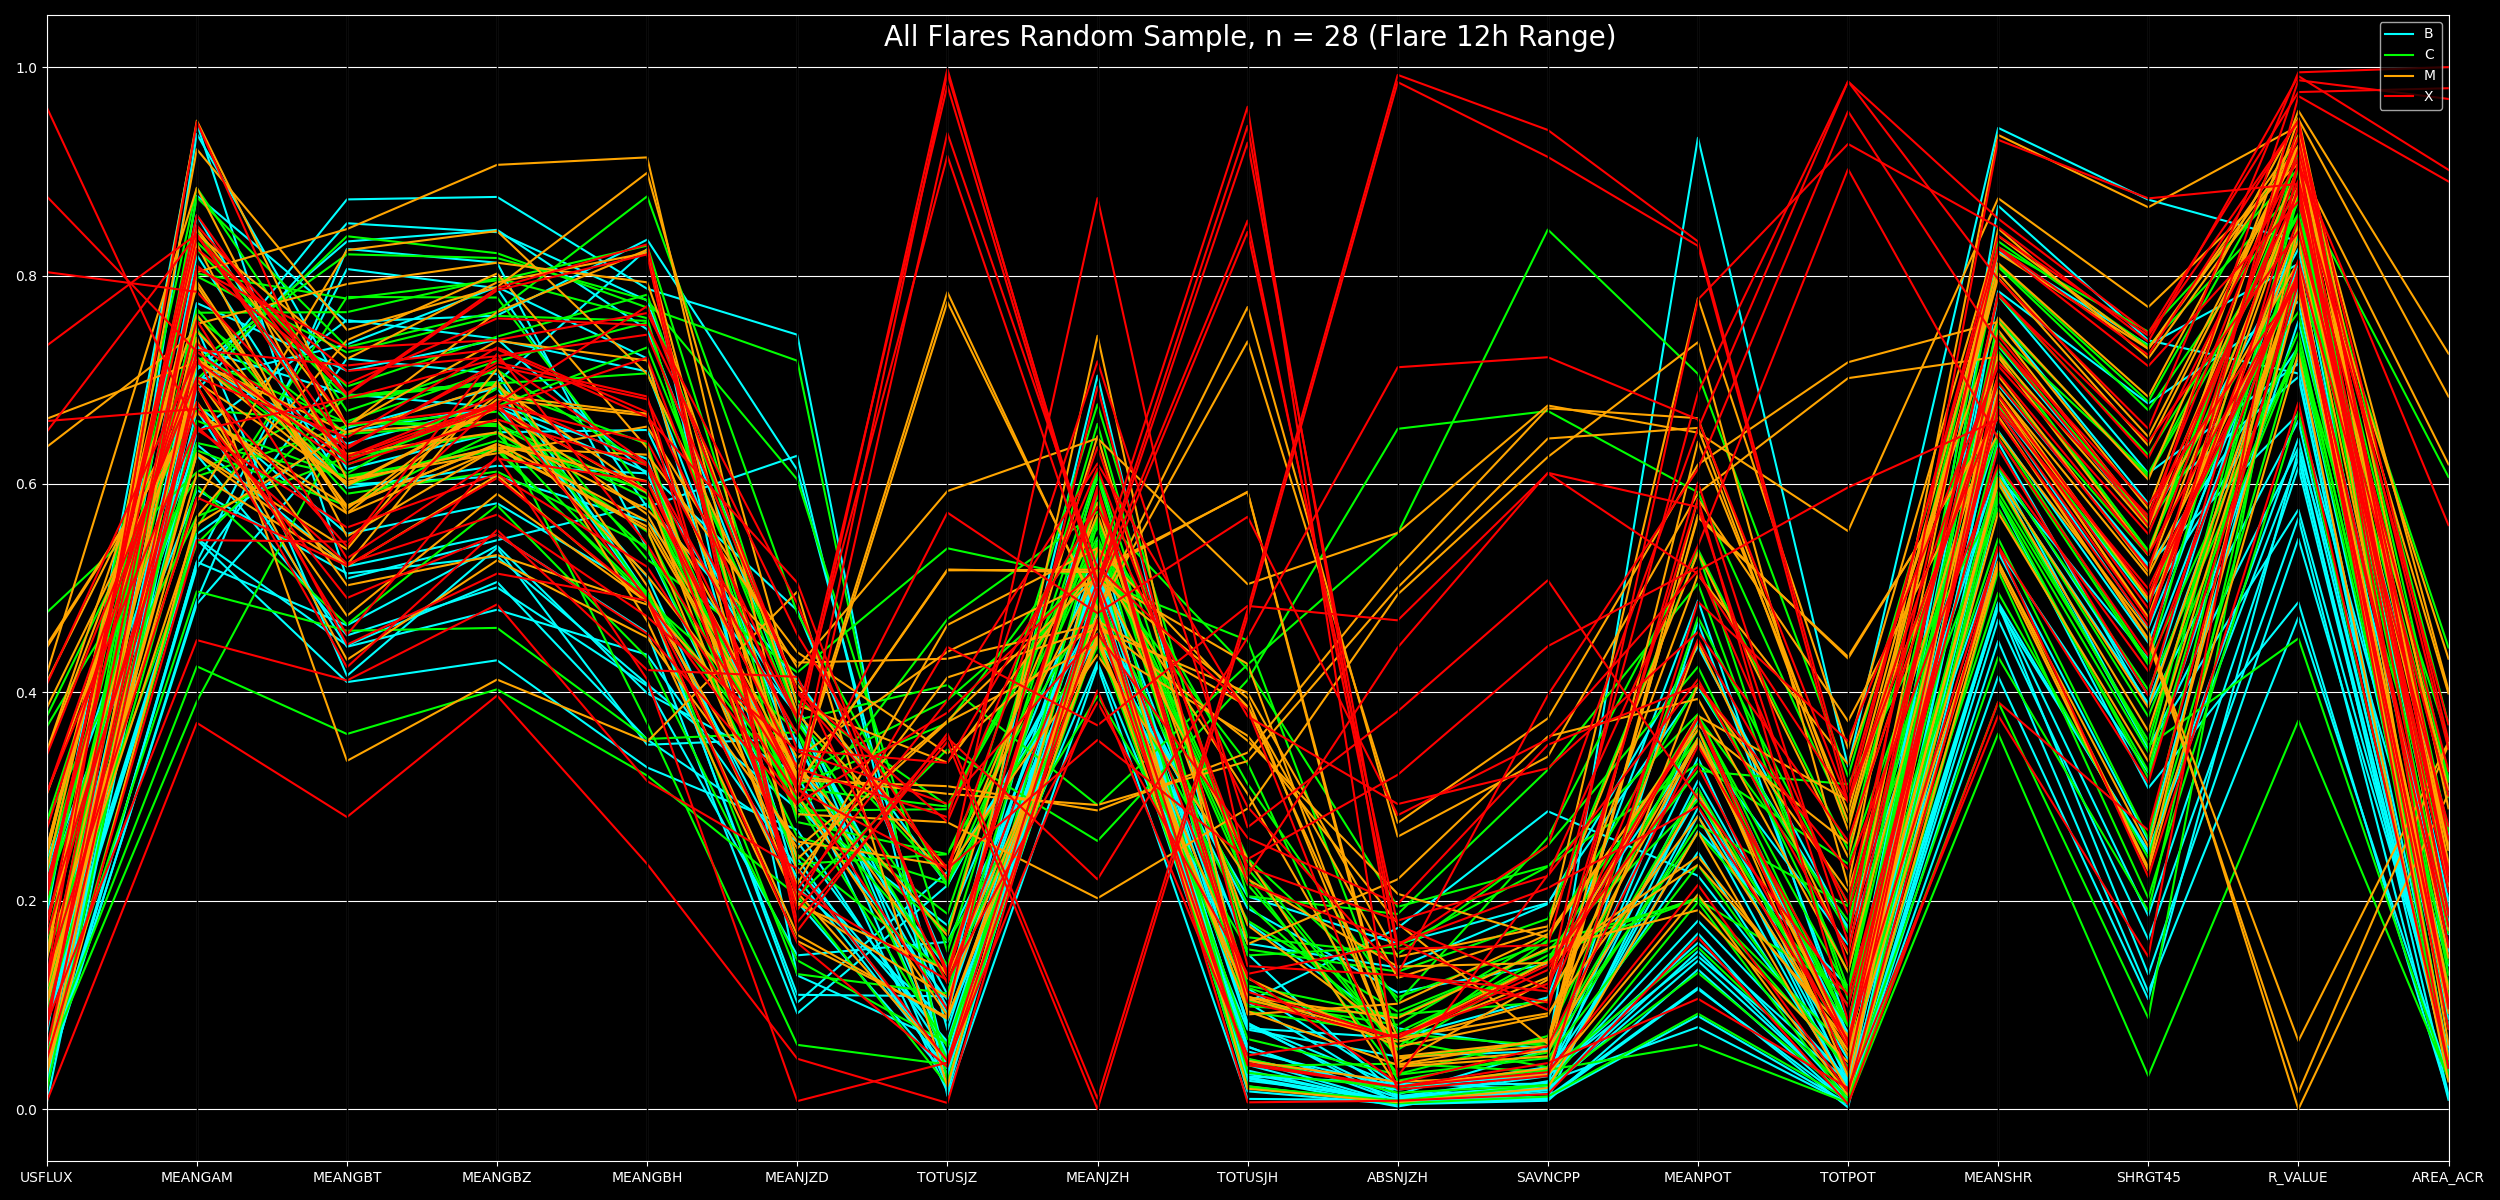 All Flares Random Sample, n = 28 (Flare 12h Range)
B
C
M
X
1.0
0.8
0.6
0.4
0.2
0.0
USFLUX MEANGAM MEANGBT MEANGBZ MEANGBH MEANJZD TOTUSJZ MEANJZH TOTUSJH ABSNJZH SAVNCPP MEANPOT TOTPOT MEANSHR SHRGT45 R_VALUE AREA_ACR